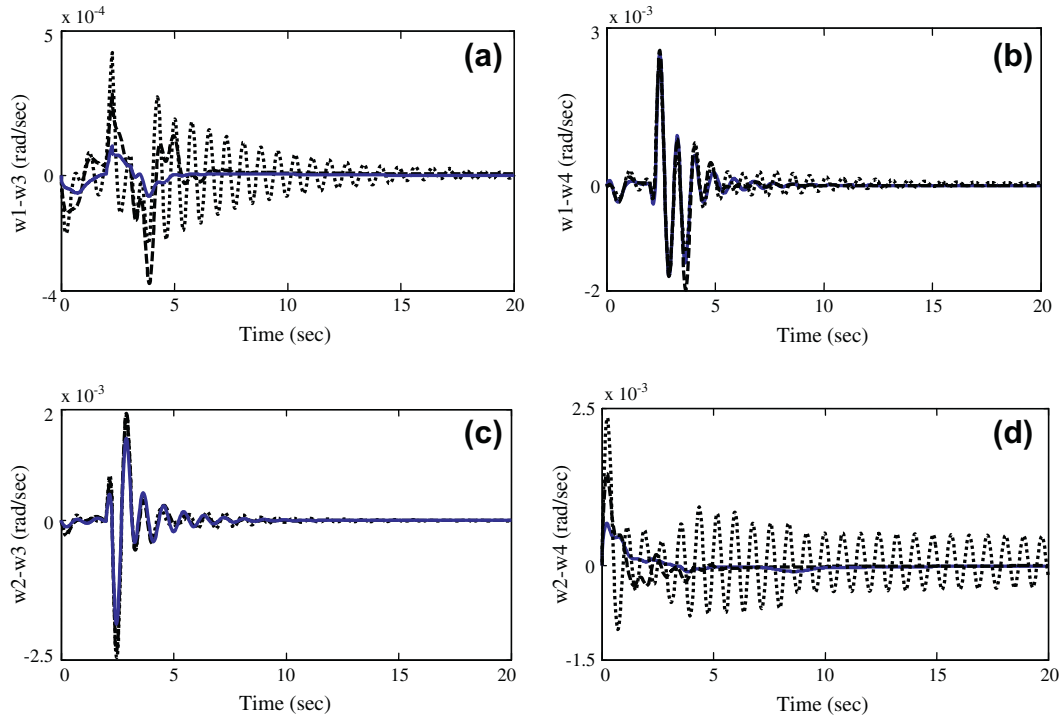 x 10-4
5
(a)
w1-w3 (rad/sec)
0
-4
0 5 10 15 20
Time (sec)
x 10-3
3
(b)
w1-w4 (rad/sec)
0
-2
0 5 10 15 20
Time (sec)
x 10-3
2
(c)
w2-w3 (rad/sec)
0
-2.5
0 5 10 15 20
Time (sec)
x 10-3
2.5
(d)
w2-w4 (rad/sec)
0
-1.5
0 5 10 15 20
Time (sec)